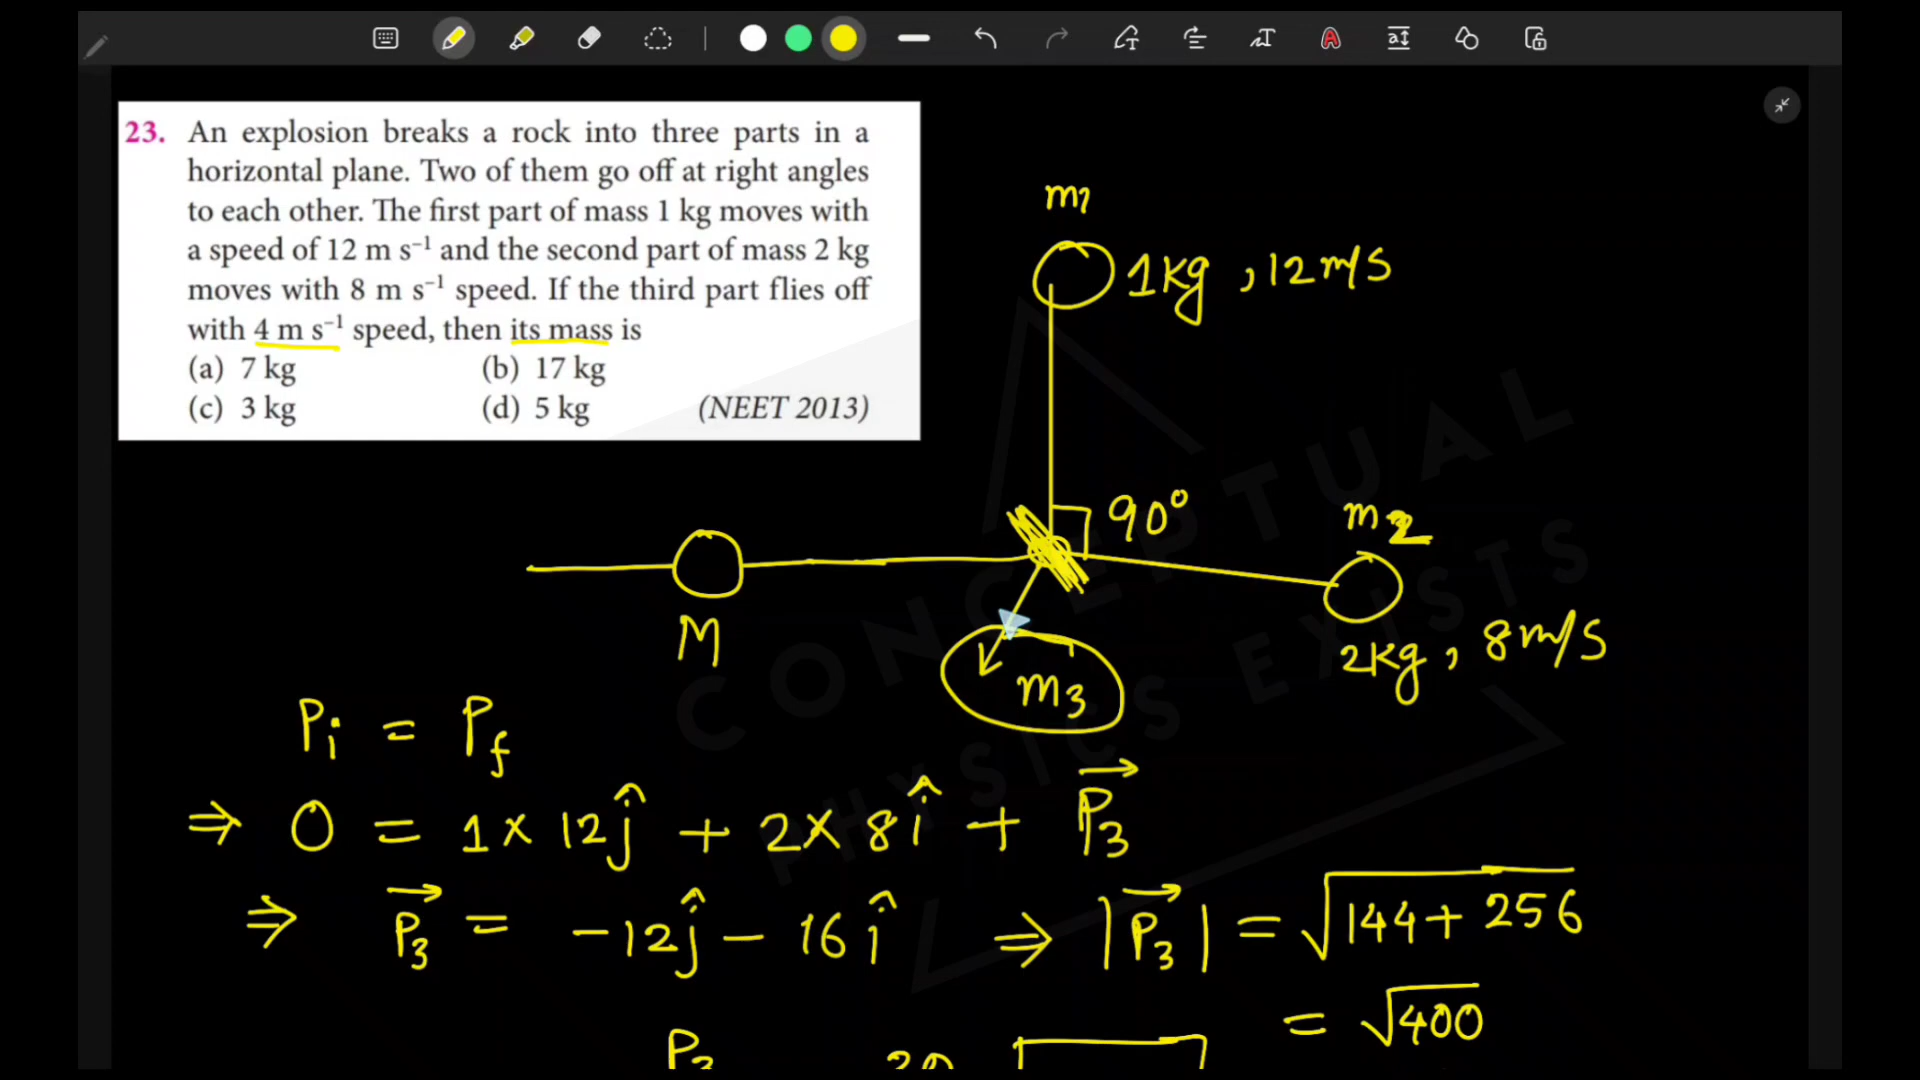 23. An explosion breaks a rock into three parts in a
horizontal plane. Two of them go off at right angles
to each other. The first part of mass 1 kg moves with
a speed of 12 m s⁻¹ and the second part of mass 2 kg
moves with 8 m s⁻¹ speed. If the third part flies off
with 4 m s⁻¹ speed, then its mass is
(a) 7 kg (b) 17 kg
(c) 3 kg (d) 5 kg (NEET 2013)
m1
1kg, 12m/s
90°
m2
M
2kg, 8m/s
m3
CONCEPTUAL
PHYSICS EXISTS
Pi = Pf
⇒ 0 = 1 × 12ĵ + 2 × 8î + P⃗3
⇒ P⃗3 = -12ĵ - 16î ⇒ |P⃗3| = √144 + 256
= √400